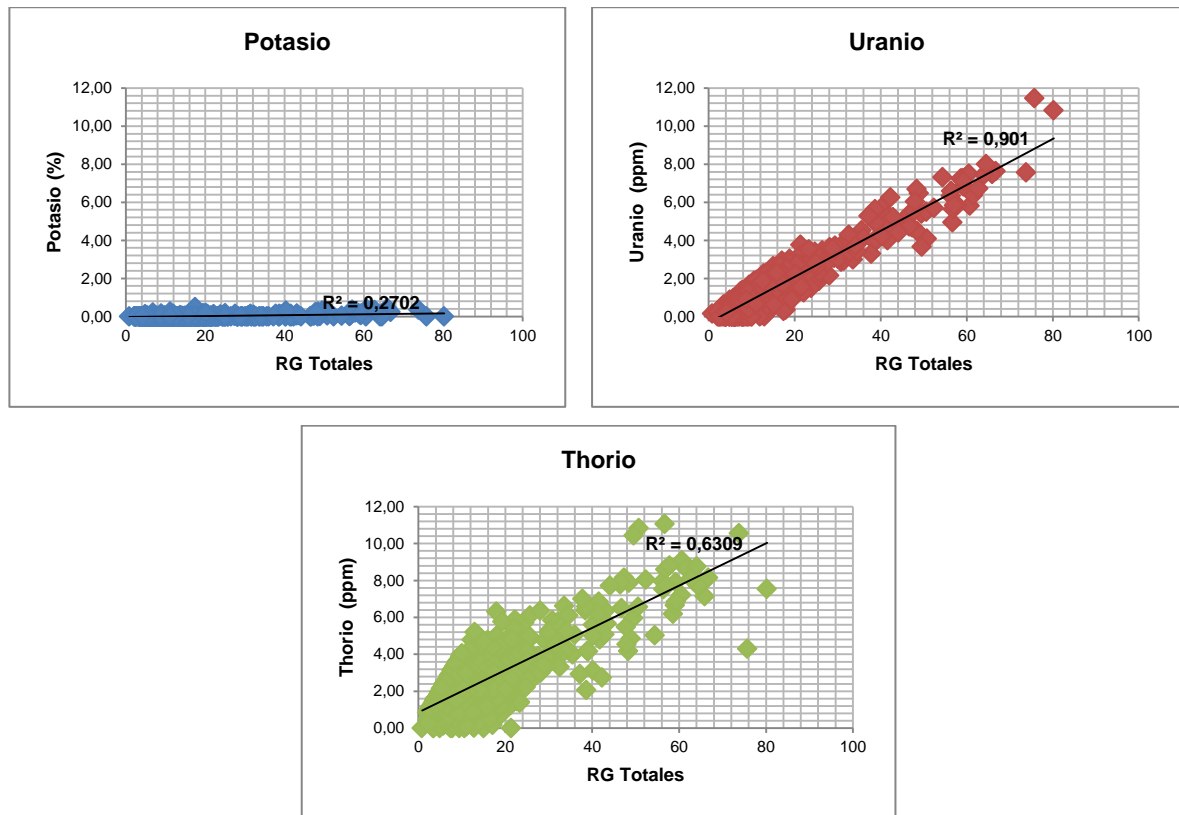 Potasio
12,00
10,00
8,00
6,00
4,00
2,00
0,00
Potasio (%)
R² = 0,2702
0 20 40 60 80 100
RG Totales
Uranio
12,00
10,00
8,00
6,00
4,00
2,00
0,00
Uranio (ppm)
R² = 0,901
0 20 40 60 80 100
RG Totales
Thorio
12,00
10,00
8,00
6,00
4,00
2,00
0,00
Thorio (ppm)
R² = 0,6309
0 20 40 60 80 100
RG Totales